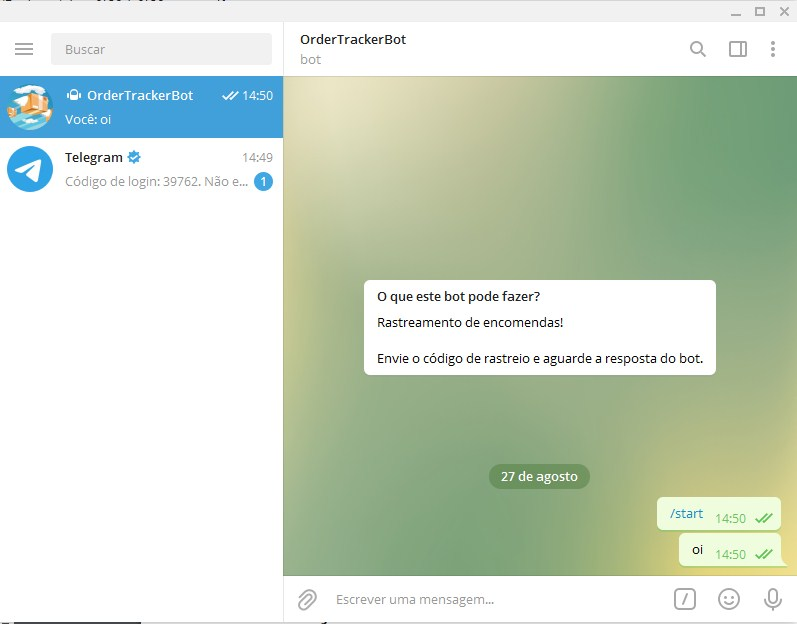 Buscar
OrderTrackerBot
14:50
Você: oi
Telegram
14:49
Código de login: 39762. Não e...
1
OrderTrackerBot
bot
O que este bot pode fazer?
Rastreamento de encomendas!
Envie o código de rastreio e aguarde a resposta do bot.
27 de agosto
/start 14:50
oi 14:50
Escrever uma mensagem...